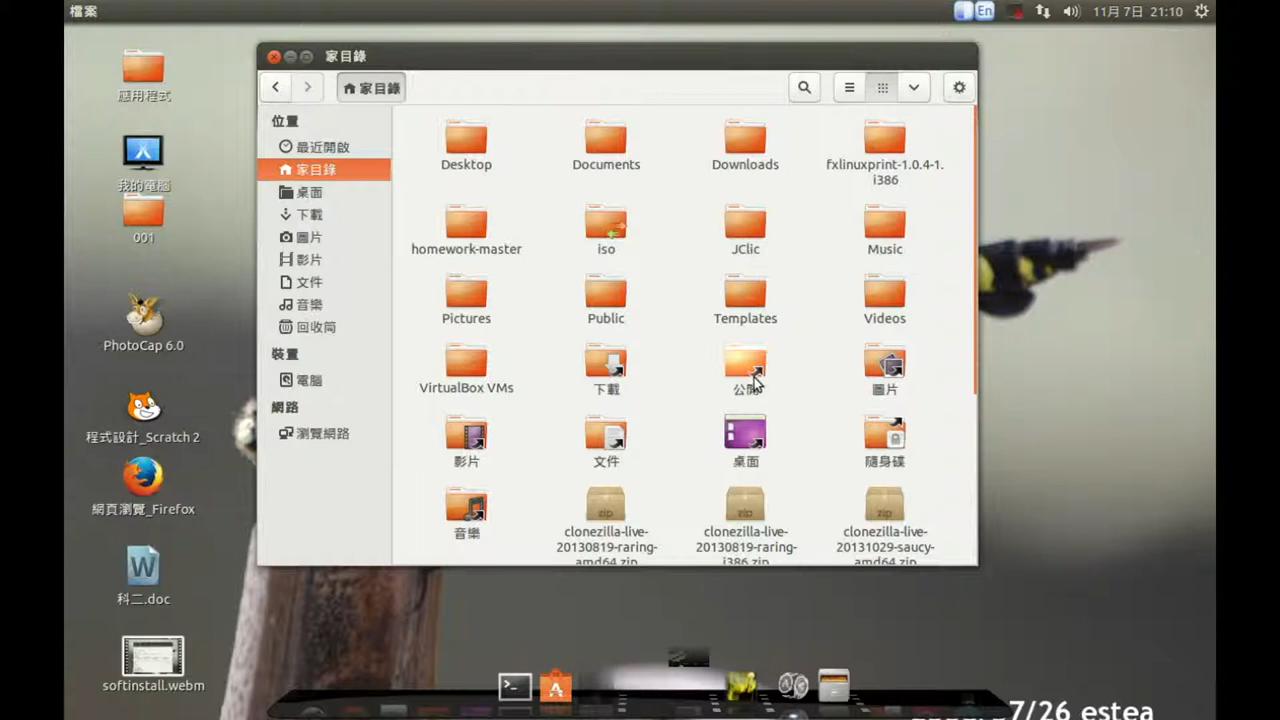 檔案
En
11月 7日 21:10
應用程式
我的電腦
001
PhotoCap 6.0
程式設計_Scratch 2
網頁瀏覽_Firefox
科二.doc
softinstall.webm
家目錄
家目錄
位置
最近開啟
家目錄
桌面
下載
圖片
影片
文件
音樂
回收筒
裝置
電腦
網路
瀏覽網路
Desktop
Documents
Downloads
fxlinuxprint-1.0.4-1.
i386
homework-master
iso
JClic
Music
Pictures
Public
Templates
Videos
VirtualBox VMs
下載
公開
圖片
影片
文件
桌面
隨身碟
音樂
zip
clonezilla-live-
20130819-raring-
amd64.zip
zip
clonezilla-live-
20130819-raring-
i386.zip
zip
clonezilla-live-
20131029-saucy-
amd64.zip
7/26 estea